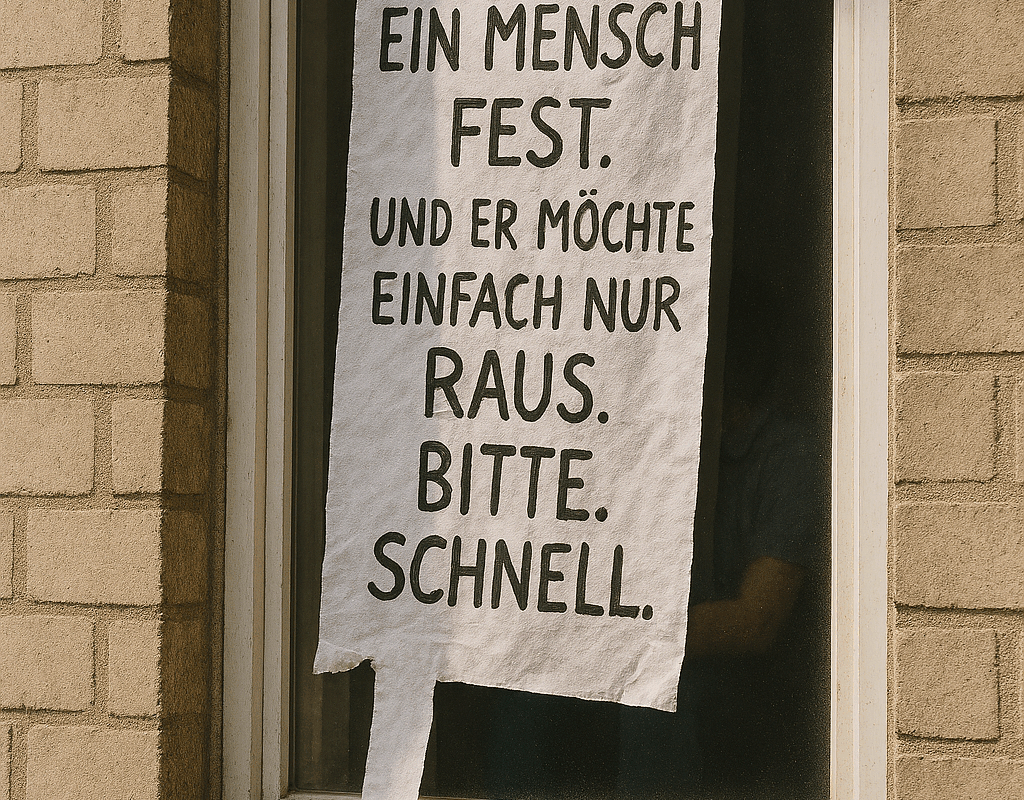 EIN MENSCH
FEST.
UND ER MÖCHTE
EINFACH NUR
RAUS.
BITTE.
SCHNELL.